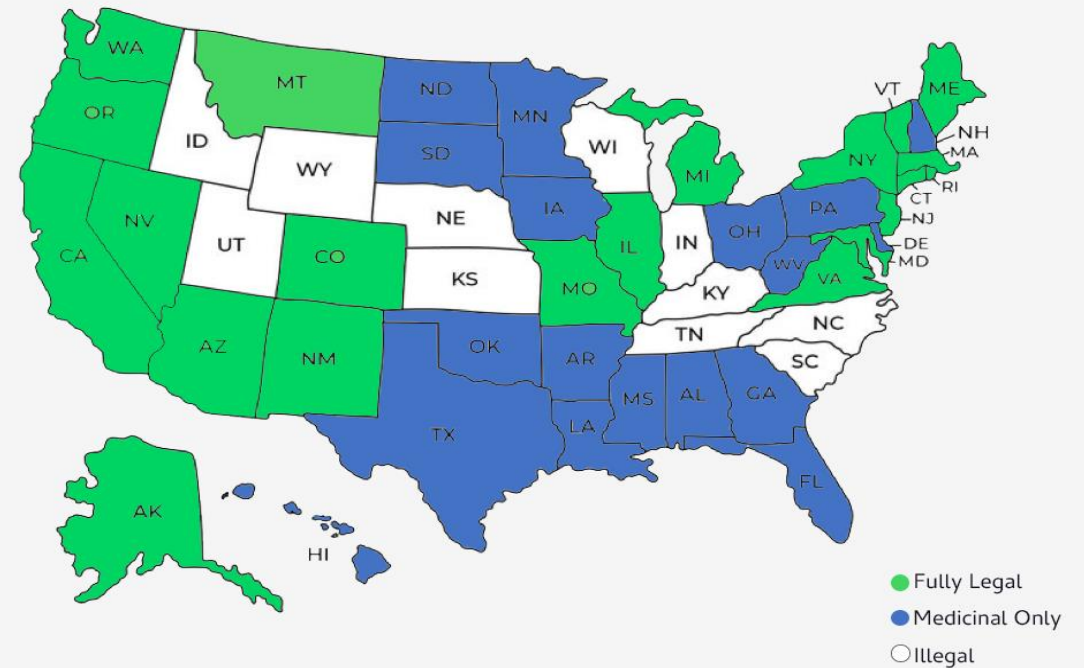 WA
MT
ND
MN
VT
ME
OR
ID
SD
WI
NH
MA
NY
WY
MI
RI
CT
NV
NE
IA
PA
NJ
UT
IL
IN
OH
DE
CA
CO
WV
MD
KS
MO
VA
KY
AZ
NM
OK
AR
TN
NC
SC
MS
AL
GA
TX
LA
FL
AK
HI
Fully Legal
Medicinal Only
Illegal